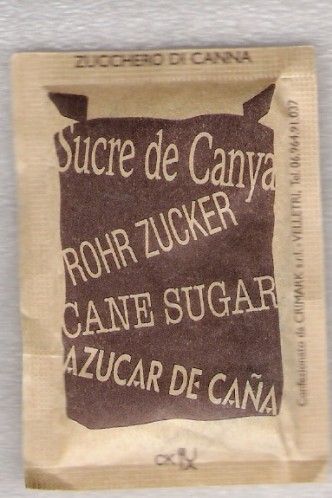 ZUCCHERO DI CANNA
Sucre de Canya
ROHR ZUCKER
CANE SUGAR
AZUCAR DE CAÑA
Confezionato da CRIMARK s.r.l. - VELLETRI, Tel. 06.964.91.037